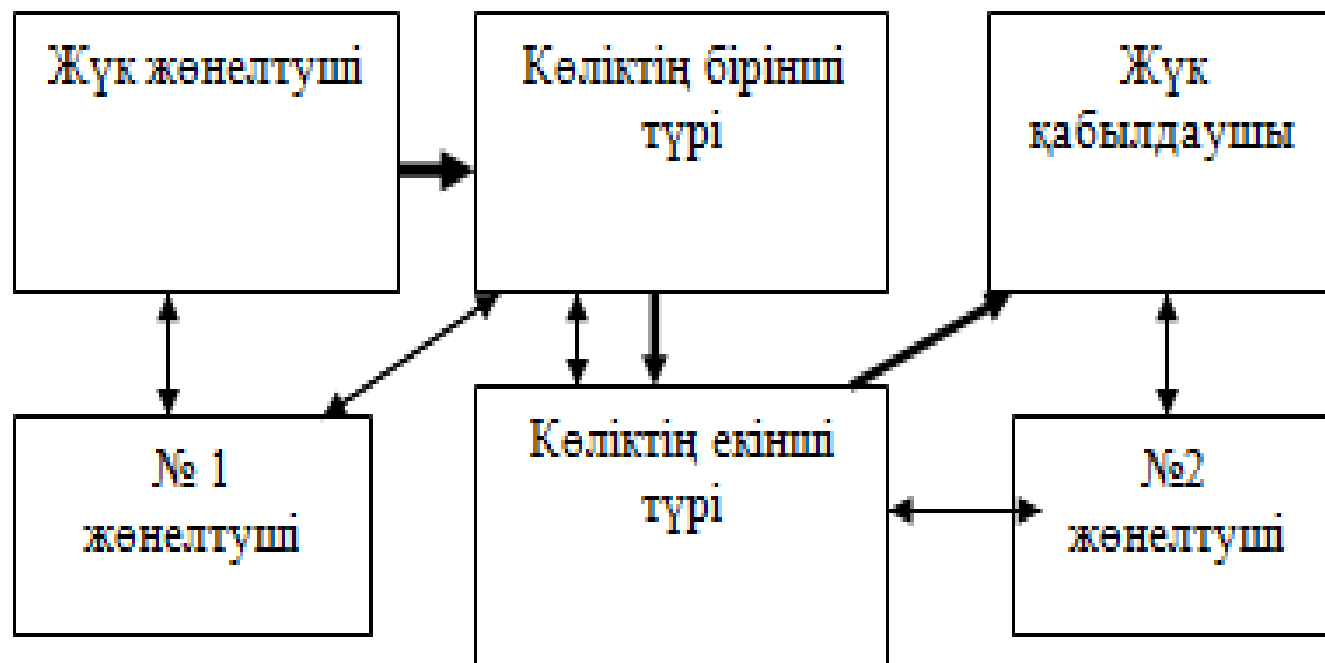 Жүк жөнелтуші
Көліктің бірінші
түрі
Жүк
қабылдаушы
№ 1
жөнелтуші
Көліктің екінші
түрі
№2
жөнелтуші